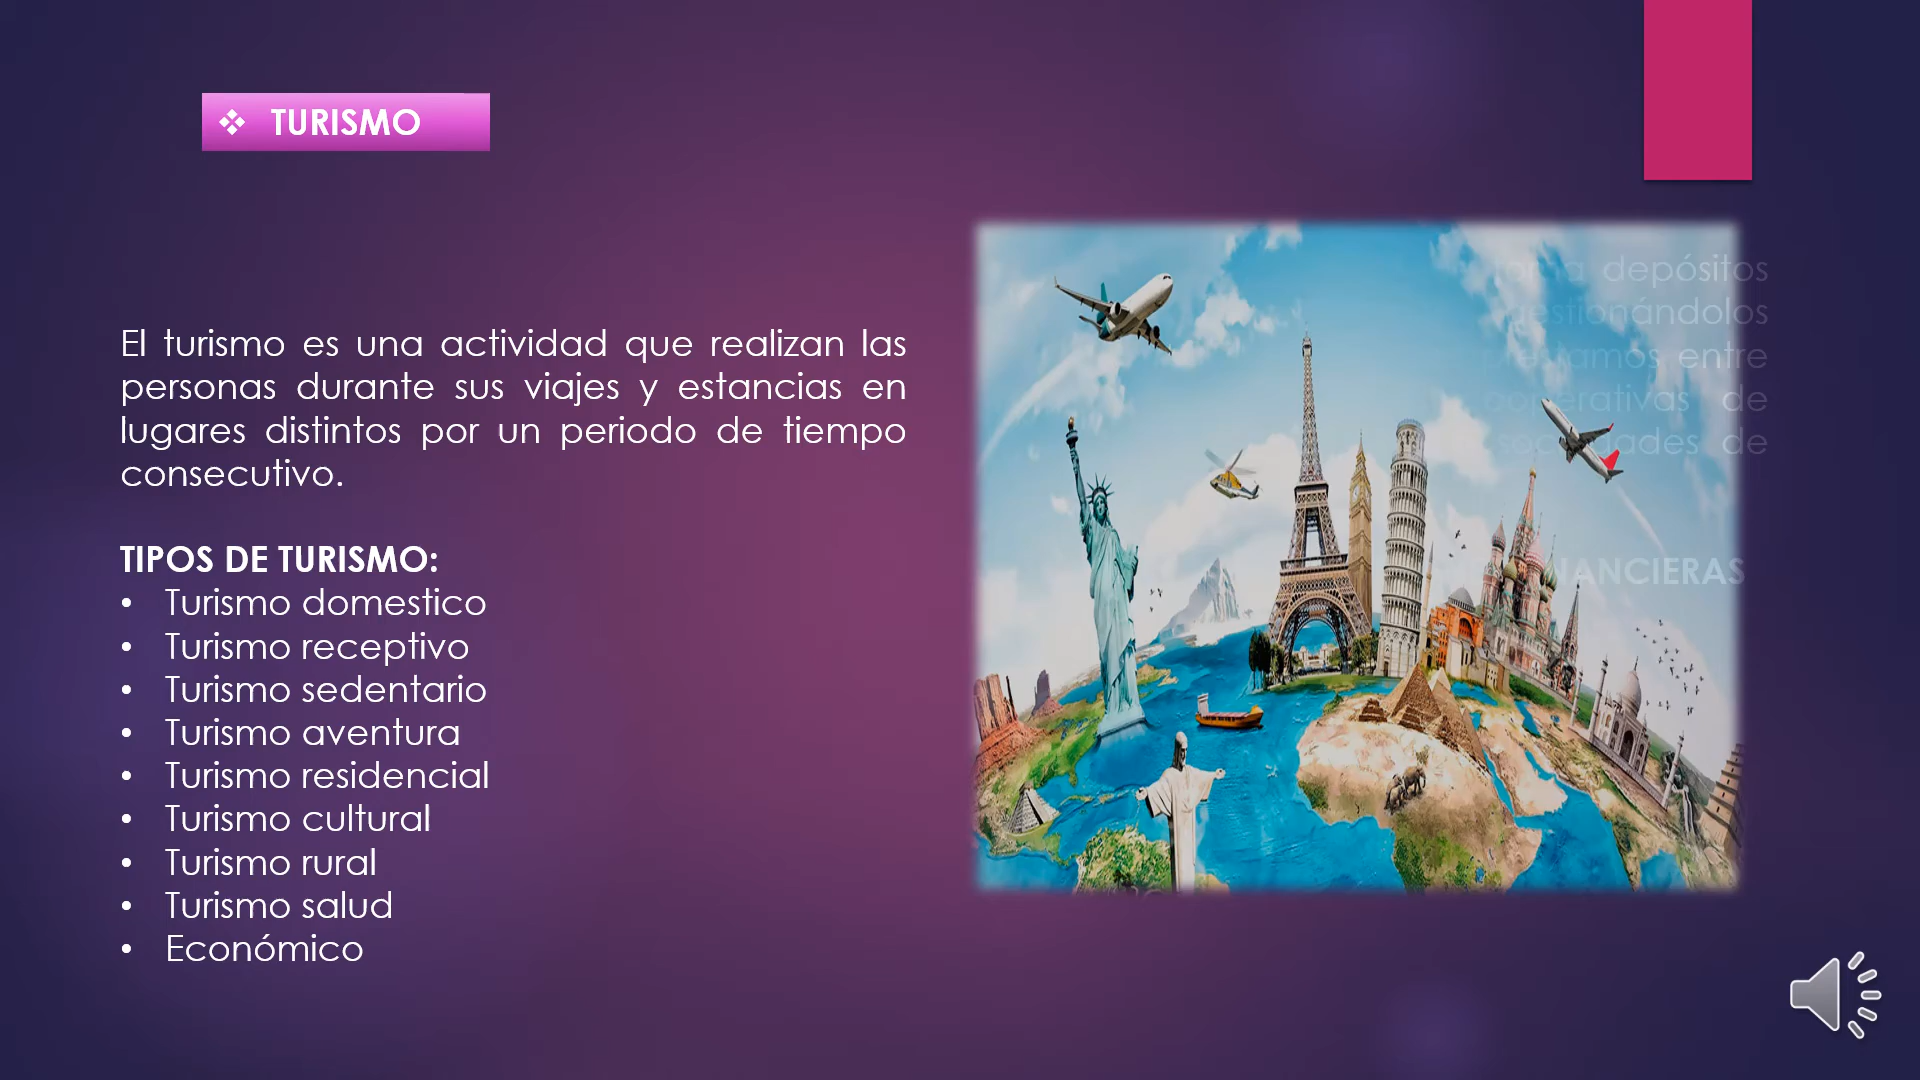 ❖ TURISMO
El turismo es una actividad que realizan las
personas durante sus viajes y estancias en
lugares distintos por un periodo de tiempo
consecutivo.
TIPOS DE TURISMO:
• Turismo domestico
• Turismo receptivo
• Turismo sedentario
• Turismo aventura
• Turismo residencial
• Turismo cultural
• Turismo rural
• Turismo salud
• Económico
depósitos
gestionándolos
préstamos entre
cooperativas de
de